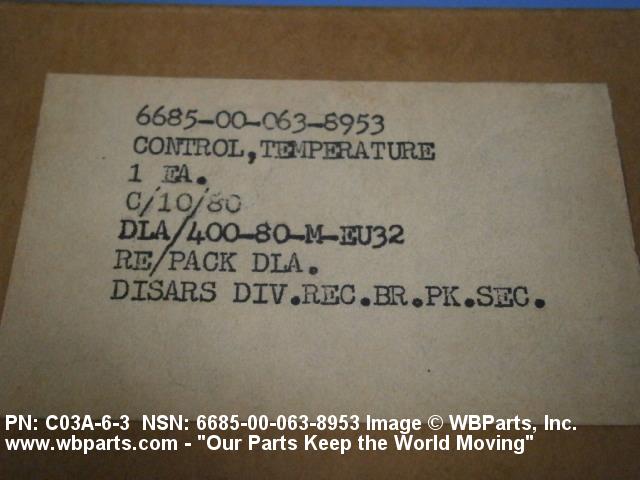 6685-00-063-8953
CONTROL,TEMPERATURE
1 EA.
C/10/80
DLA/400-80-M-EU32
RE/PACK DLA.
DISARS DIV.REC.BR.PK.SEC.
PN: C03A-6-3  NSN: 6685-00-063-8953 Image © WBParts, Inc.
www.wbparts.com - "Our Parts Keep the World Moving"